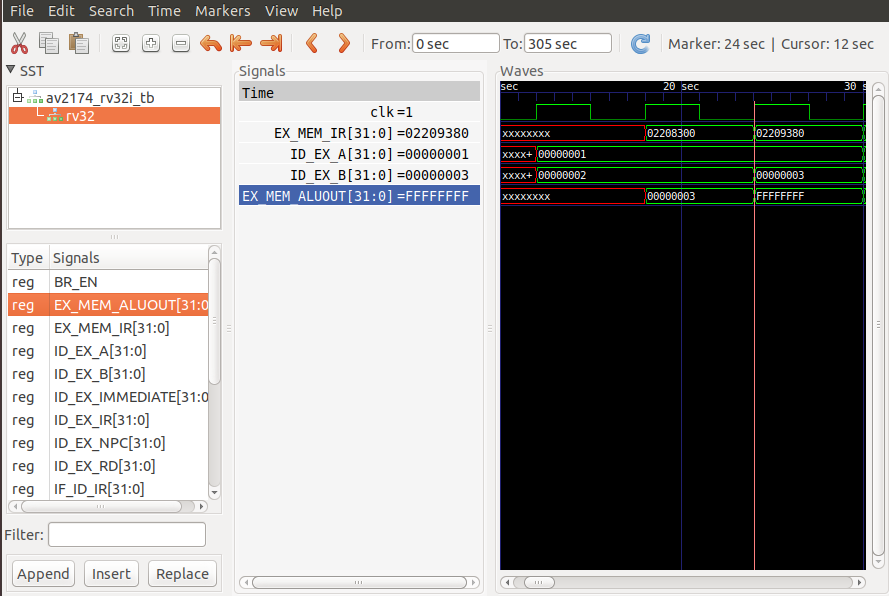 File Edit Search Time Markers View Help
From: 0 sec To: 305 sec Marker: 24 sec | Cursor: 12 sec
SST
av2174_rv32i_tb
rv32
Type Signals
reg BR_EN
reg EX_MEM_ALUOUT[31:0
reg EX_MEM_IR[31:0]
reg ID_EX_A[31:0]
reg ID_EX_B[31:0]
reg ID_EX_IMMEDIATE[31:0
reg ID_EX_IR[31:0]
reg ID_EX_NPC[31:0]
reg ID_EX_RD[31:0]
reg IF_ID_IR[31:0]
Filter:
Append Insert Replace
Signals
Time
clk=1
EX_MEM_IR[31:0]=02209380
ID_EX_A[31:0]=00000001
ID_EX_B[31:0]=00000003
EX_MEM_ALUOUT[31:0]=FFFFFFFF
Waves
sec 20 sec 30 s
xxxxxxxx 02208300 02209380
xxxx+ 00000001
xxxx+ 00000002 00000003
xxxxxxxx 00000003 FFFFFFFF